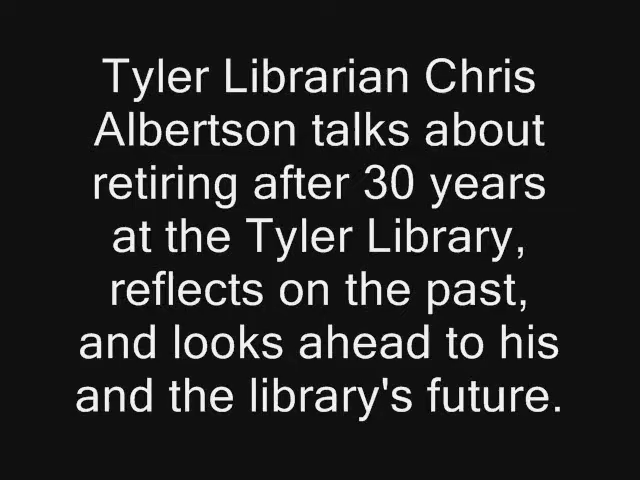 Tyler Librarian Chris
Albertson talks about
retiring after 30 years
at the Tyler Library,
reflects on the past,
and looks ahead to his
and the library's future.